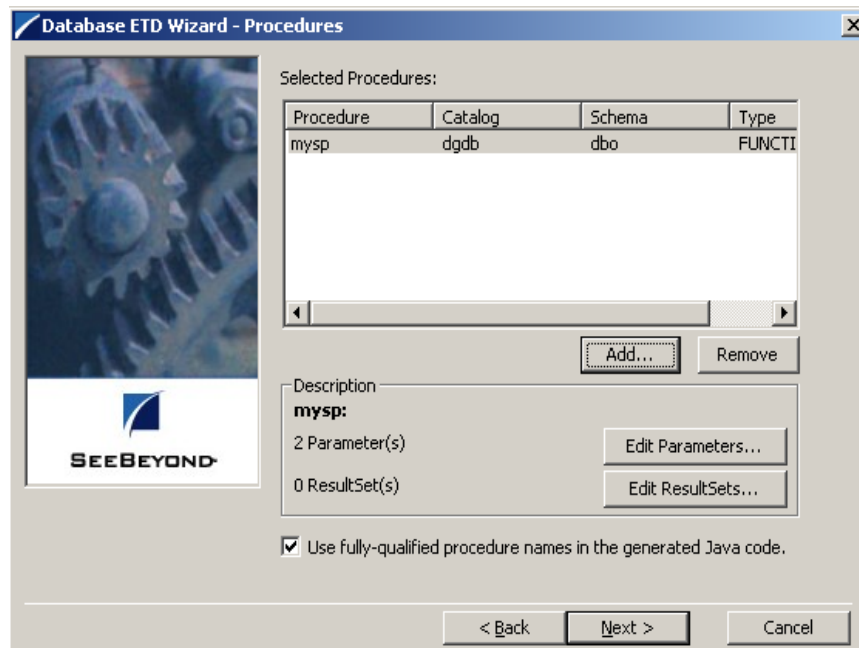 Database ETD Wizard - Procedures
Selected Procedures:
Procedure Catalog Schema Type
mysp dgdb dbo FUNCTI
Add... Remove
Description
mysp:
2 Parameter(s) Edit Parameters...
0 ResultSet(s) Edit ResultSets...
SEEBEYOND
Use fully-qualified procedure names in the generated Java code.
< Back Next > Cancel